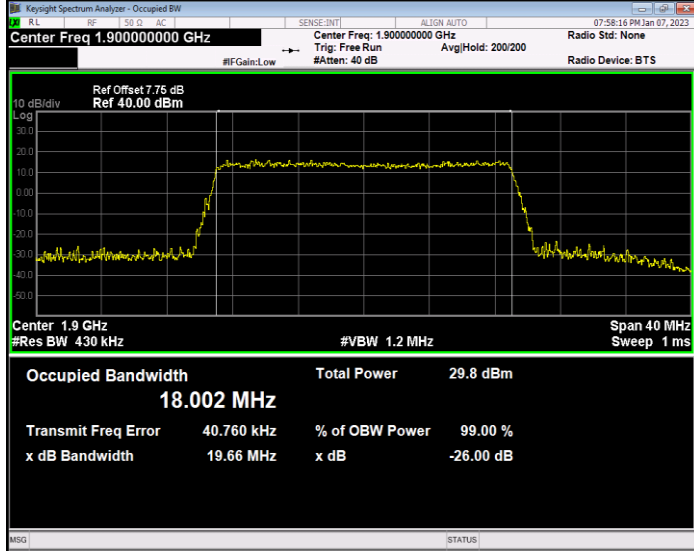 Keysight Spectrum Analyzer - Occupied BW
RL RF 50 Ω AC SENSE:INT ALIGN AUTO 07:58:16 PM Jan 07, 2023
Center Freq 1.900000000 GHz Center Freq: 1.900000000 GHz Radio Std: None
Trig: Free Run Avg|Hold: 200/200
#IFGain:Low #Atten: 40 dB Radio Device: BTS
Ref Offset 7.75 dB
10 dB/div Ref 40.00 dBm
Log
30.0
20.0
10.0
0.00
-10.0
-20.0
-30.0
-40.0
-50.0
Center 1.9 GHz Span 40 MHz
#Res BW 430 kHz #VBW 1.2 MHz Sweep 1 ms
Occupied Bandwidth Total Power 29.8 dBm
18.002 MHz
Transmit Freq Error 40.760 kHz % of OBW Power 99.00 %
x dB Bandwidth 19.66 MHz x dB -26.00 dB
MSG STATUS